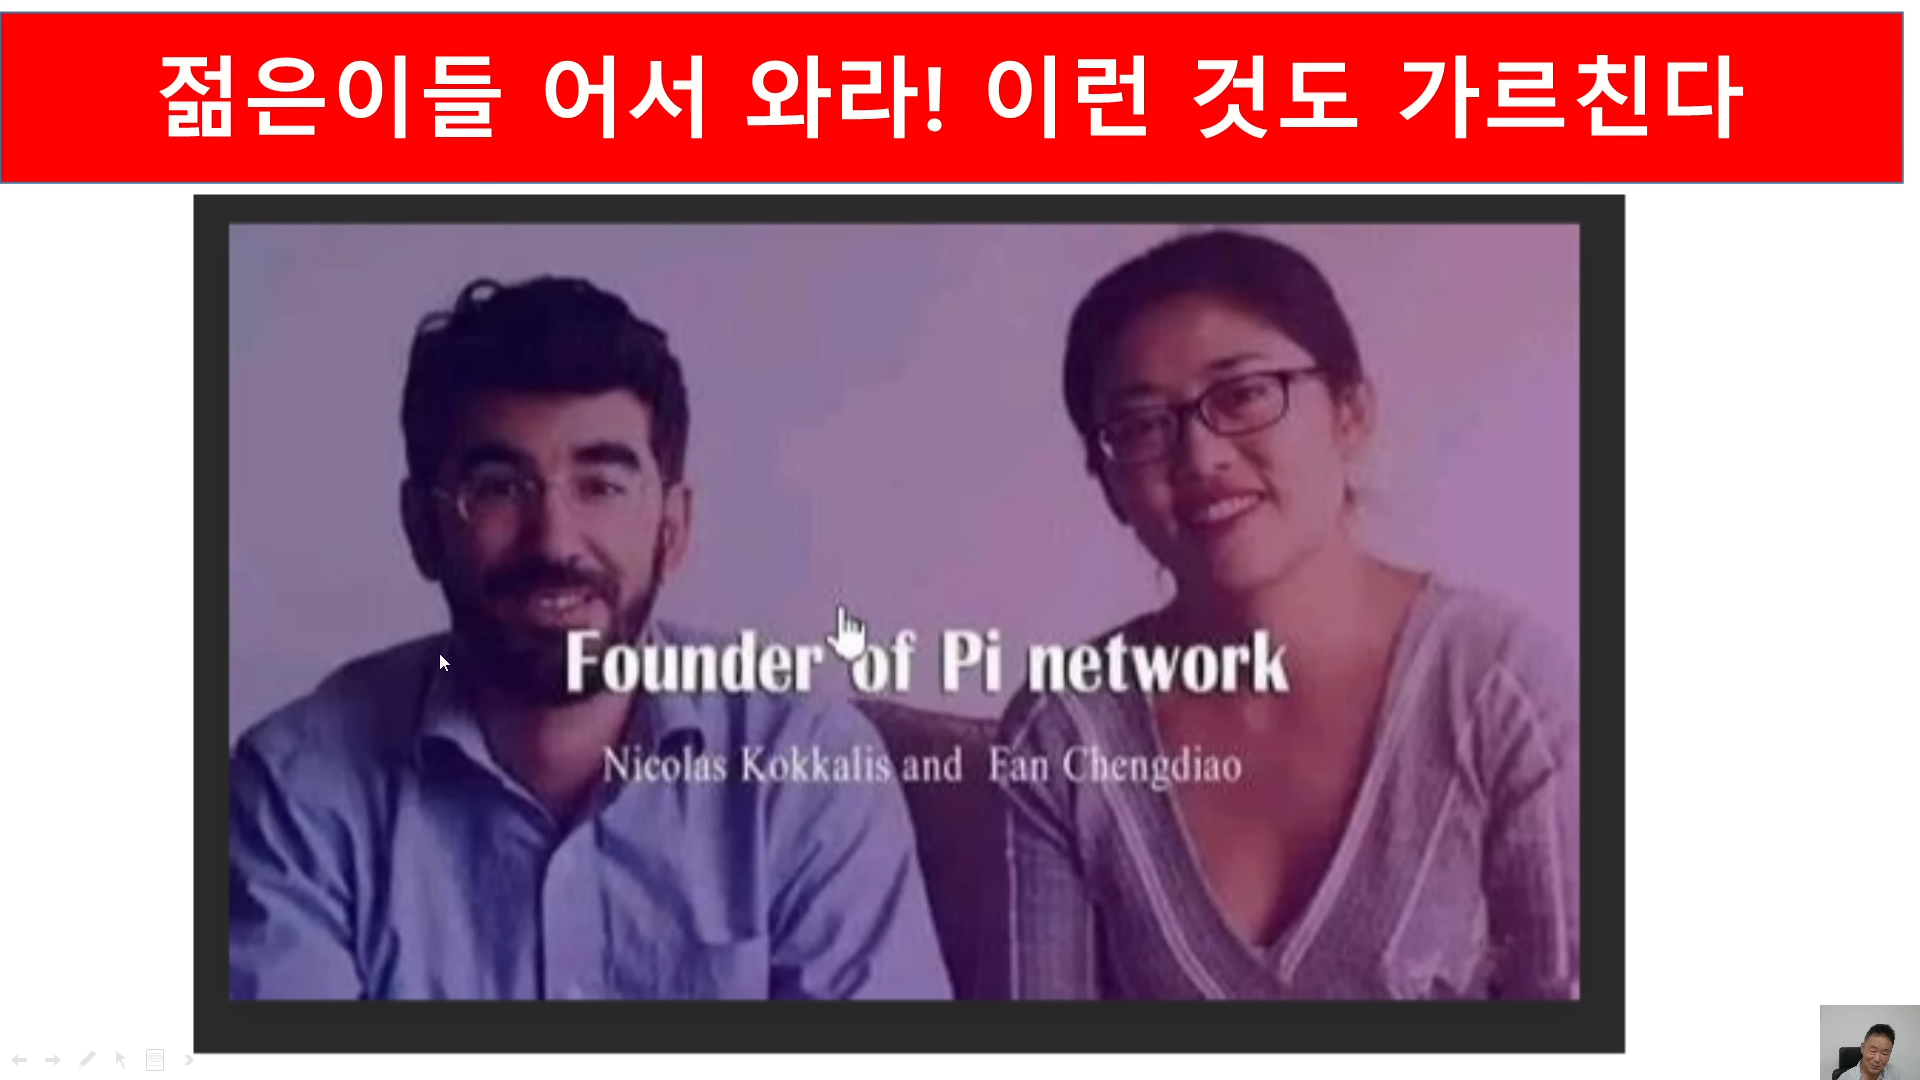 젊은이들 어서 와라! 이런 것도 가르친다
Founder of Pi network
Nicolas Kokkalis and Fan Chengdiao